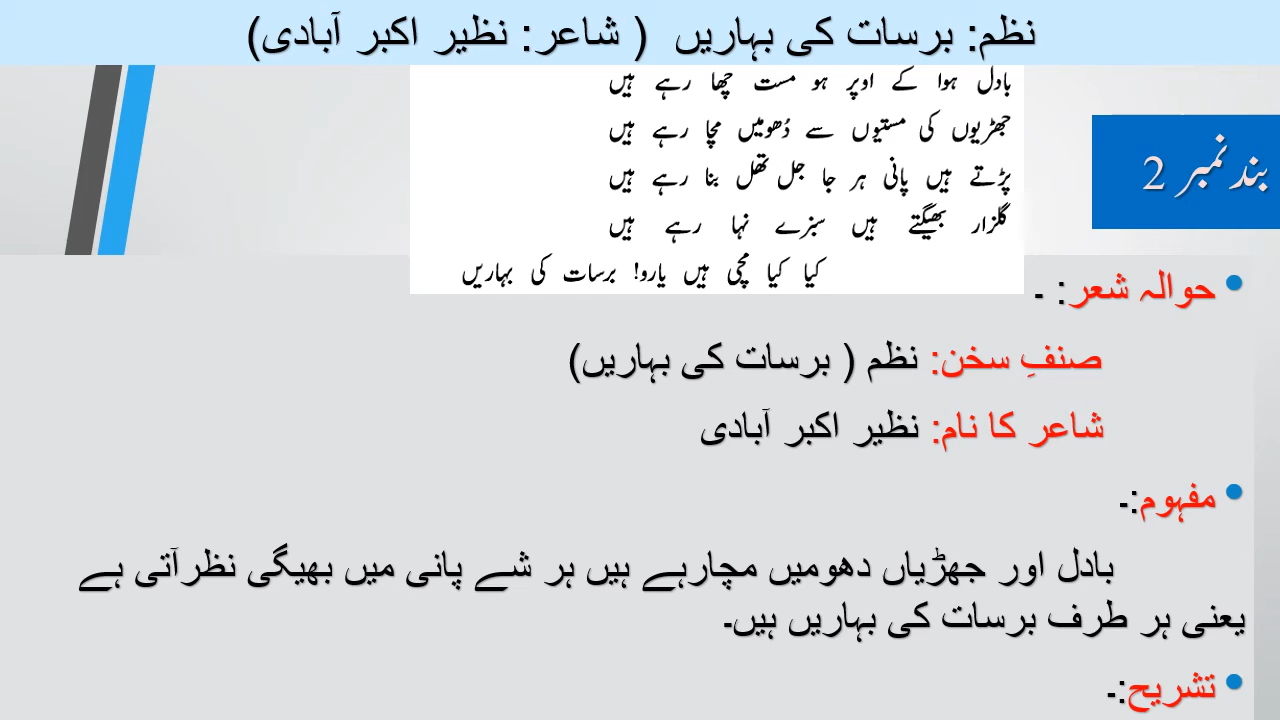 نظم: برسات کی بہاریں ( شاعر: نظیر اکبر آبادی)
بادل ہوا کے اوپر ہو مست چھا رہے ہیں
جھڑیوں کی مستیوں سے دُھومیں مچا رہے ہیں
پڑتے ہیں پانی ہر جا جل تھل بنا رہے ہیں
گلزار بھیگتے ہیں سبزے نہا رہے ہیں
کیا کیا مچی ہیں یارو! برسات کی بہاریں
بند نمبر 2
• حوالہ شعر: ۔
صنفِ سخن: نظم ( برسات کی بہاریں)
شاعر کا نام: نظیر اکبر آبادی
• مفہوم:۔
بادل اور جھڑیاں دھومیں مچارہے ہیں ہر شے پانی میں بھیگی نظرآتی ہے
یعنی ہر طرف برسات کی بہاریں ہیں۔
• تشریح:۔